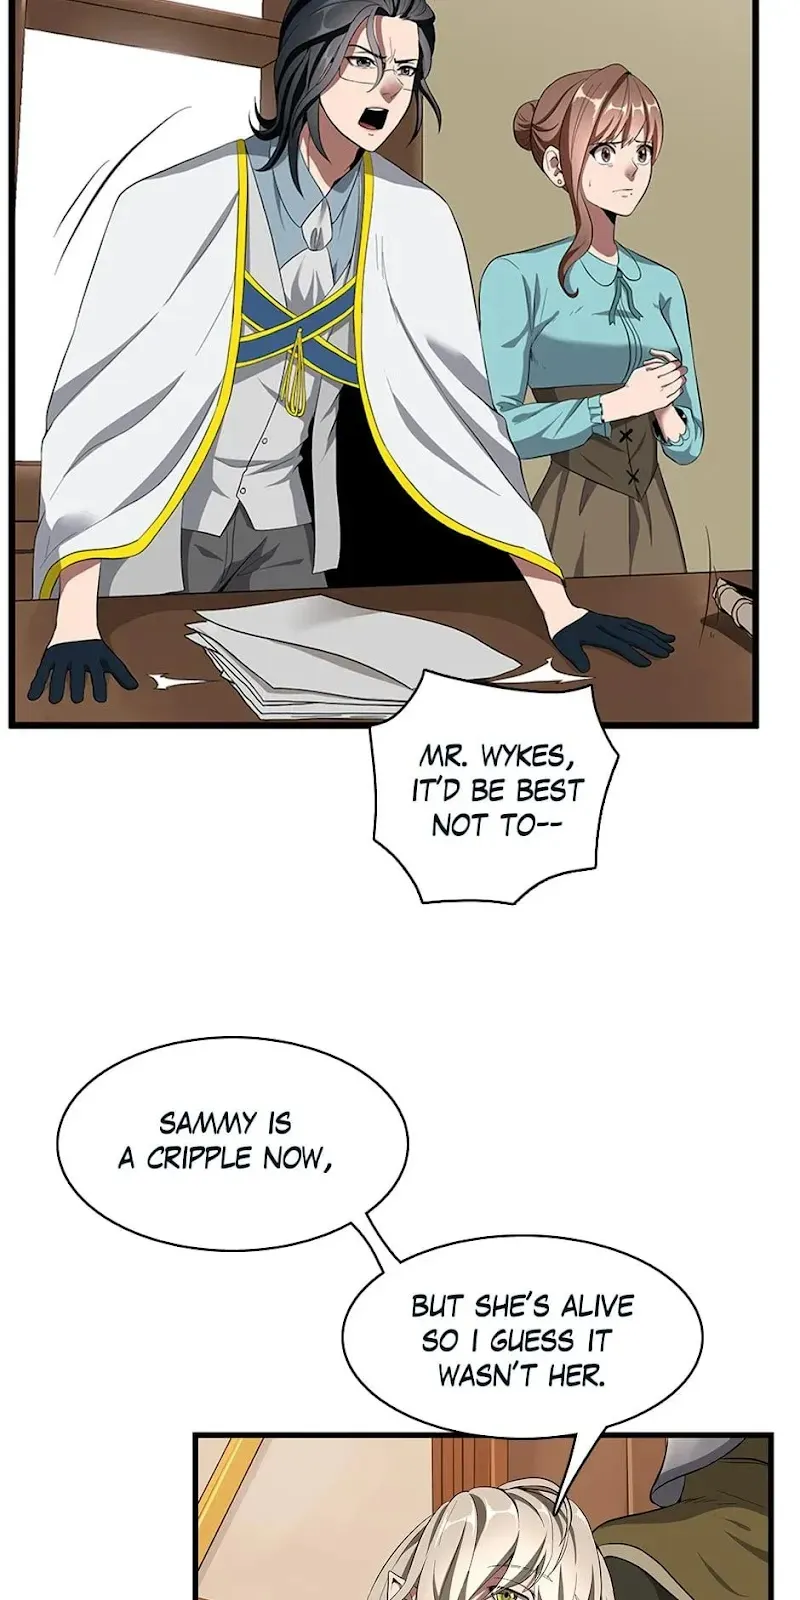 MR. WYKES,
IT'D BE BEST
NOT TO--
SAMMY IS
A CRIPPLE NOW,
BUT SHE'S ALIVE
SO I GUESS IT
WASN'T HER.